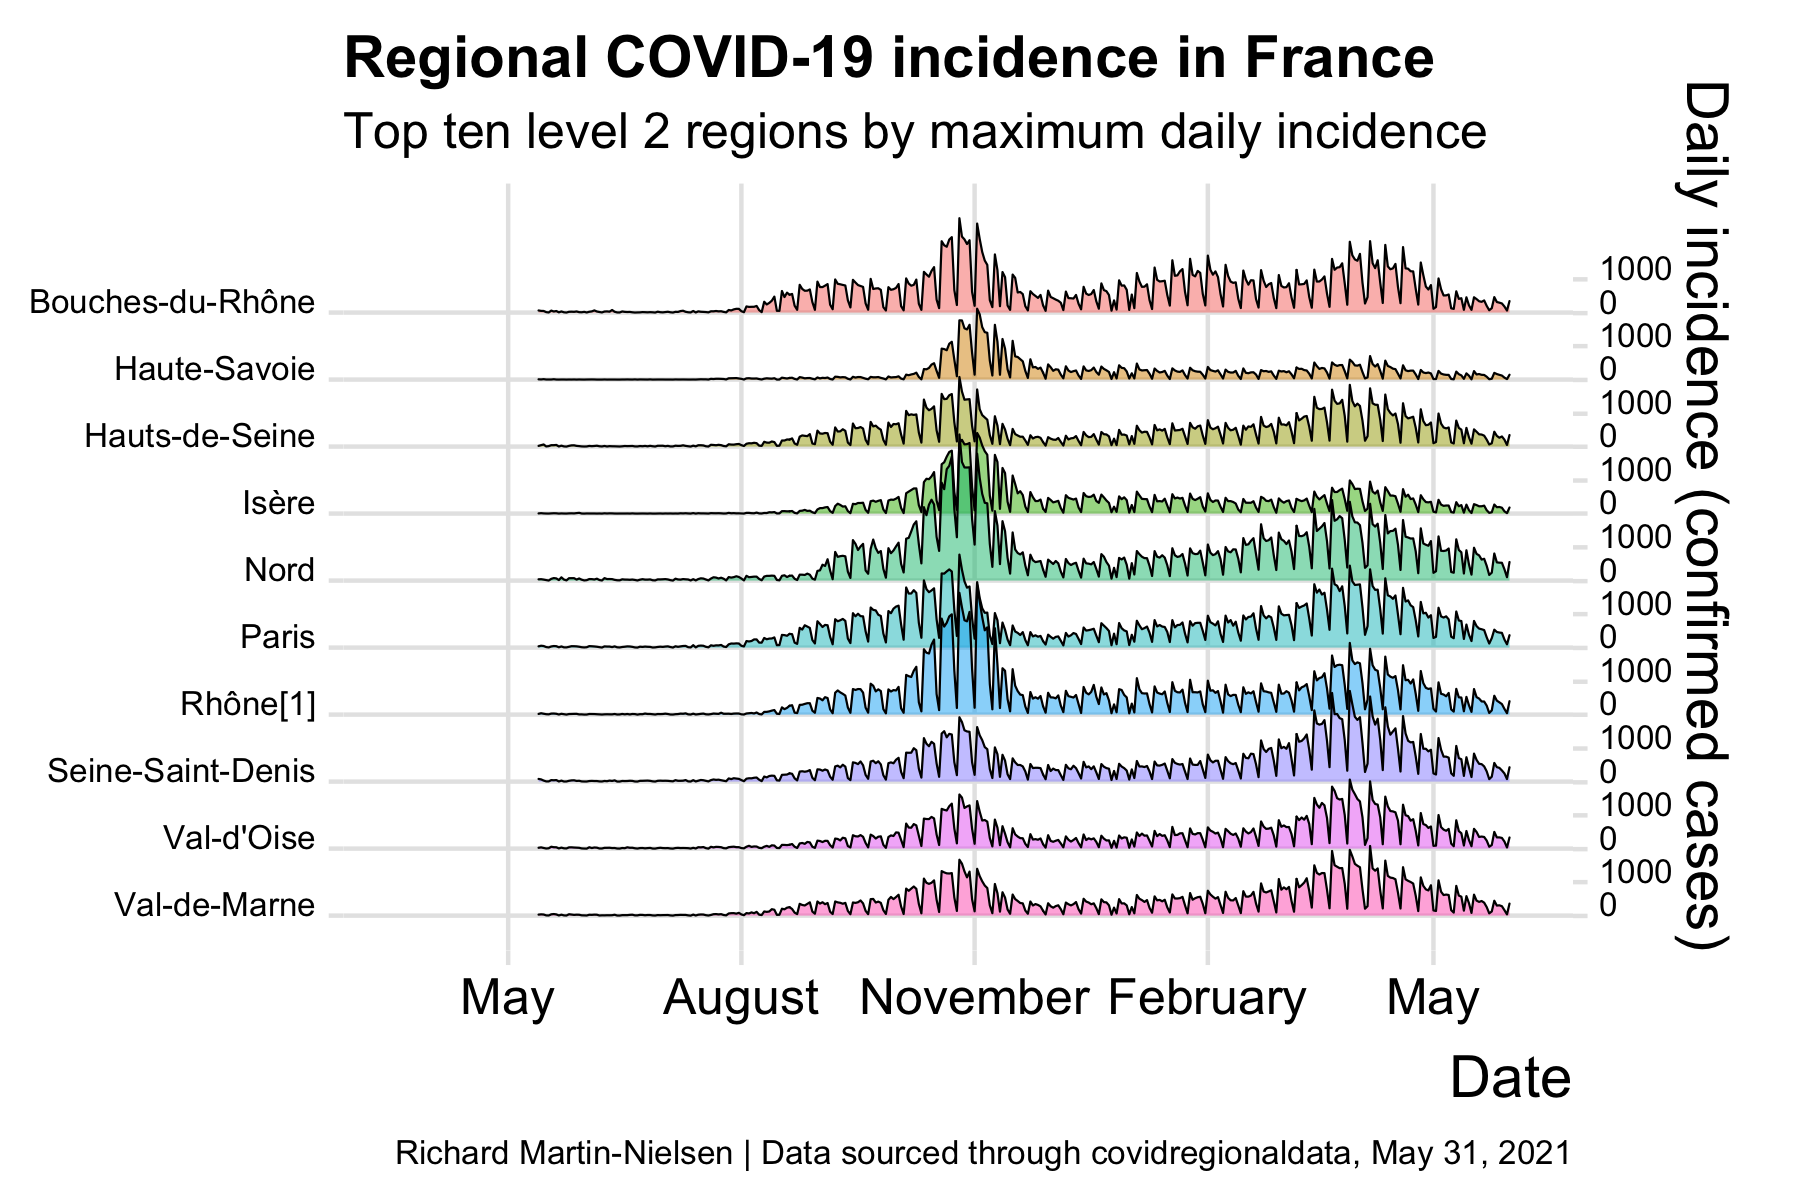 Regional COVID-19 incidence in France
Top ten level 2 regions by maximum daily incidence
Daily incidence (confirmed cases)
Bouches-du-Rhône
1000
0
Haute-Savoie
1000
0
Hauts-de-Seine
1000
0
Isère
1000
0
Nord
1000
0
Paris
1000
0
Rhône[1]
1000
0
Seine-Saint-Denis
1000
0
Val-d'Oise
1000
0
Val-de-Marne
1000
0
May August November February May
Date
Richard Martin-Nielsen | Data sourced through covidregionaldata, May 31, 2021